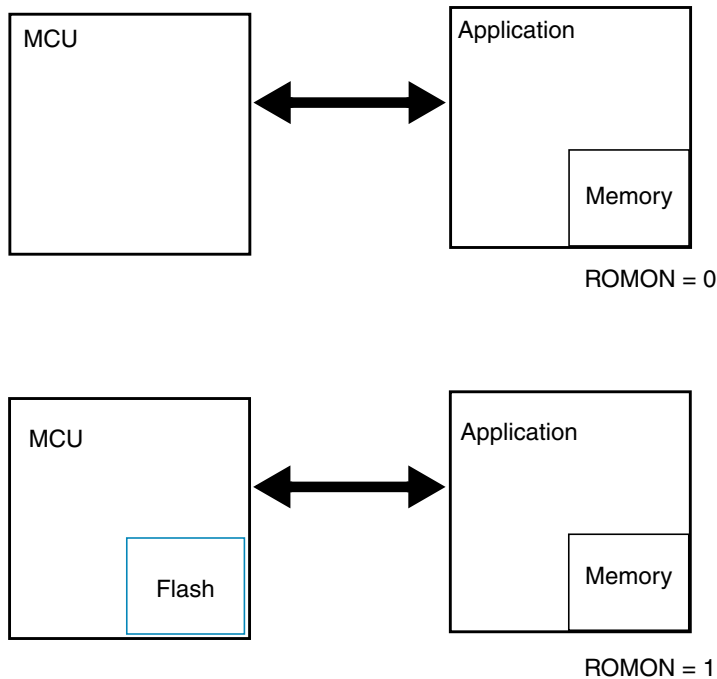 MCU
Application
Memory
ROMON = 0
MCU
Application
Flash
Memory
ROMON = 1